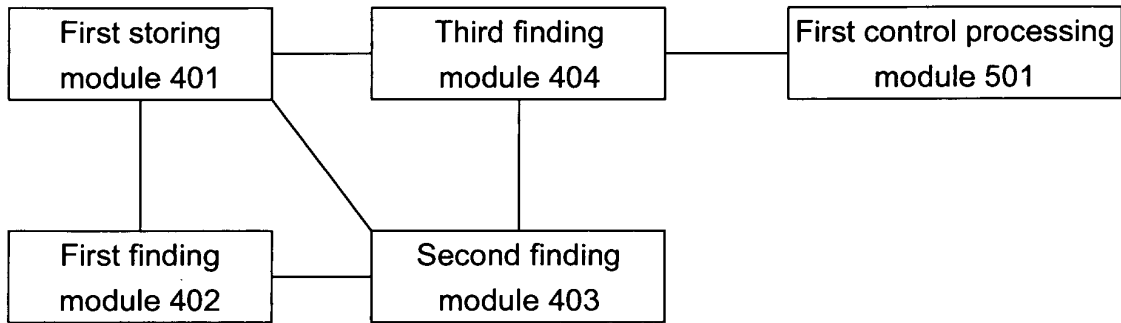 First storing
module 401
Third finding
module 404
First control processing
module 501
First finding
module 402
Second finding
module 403